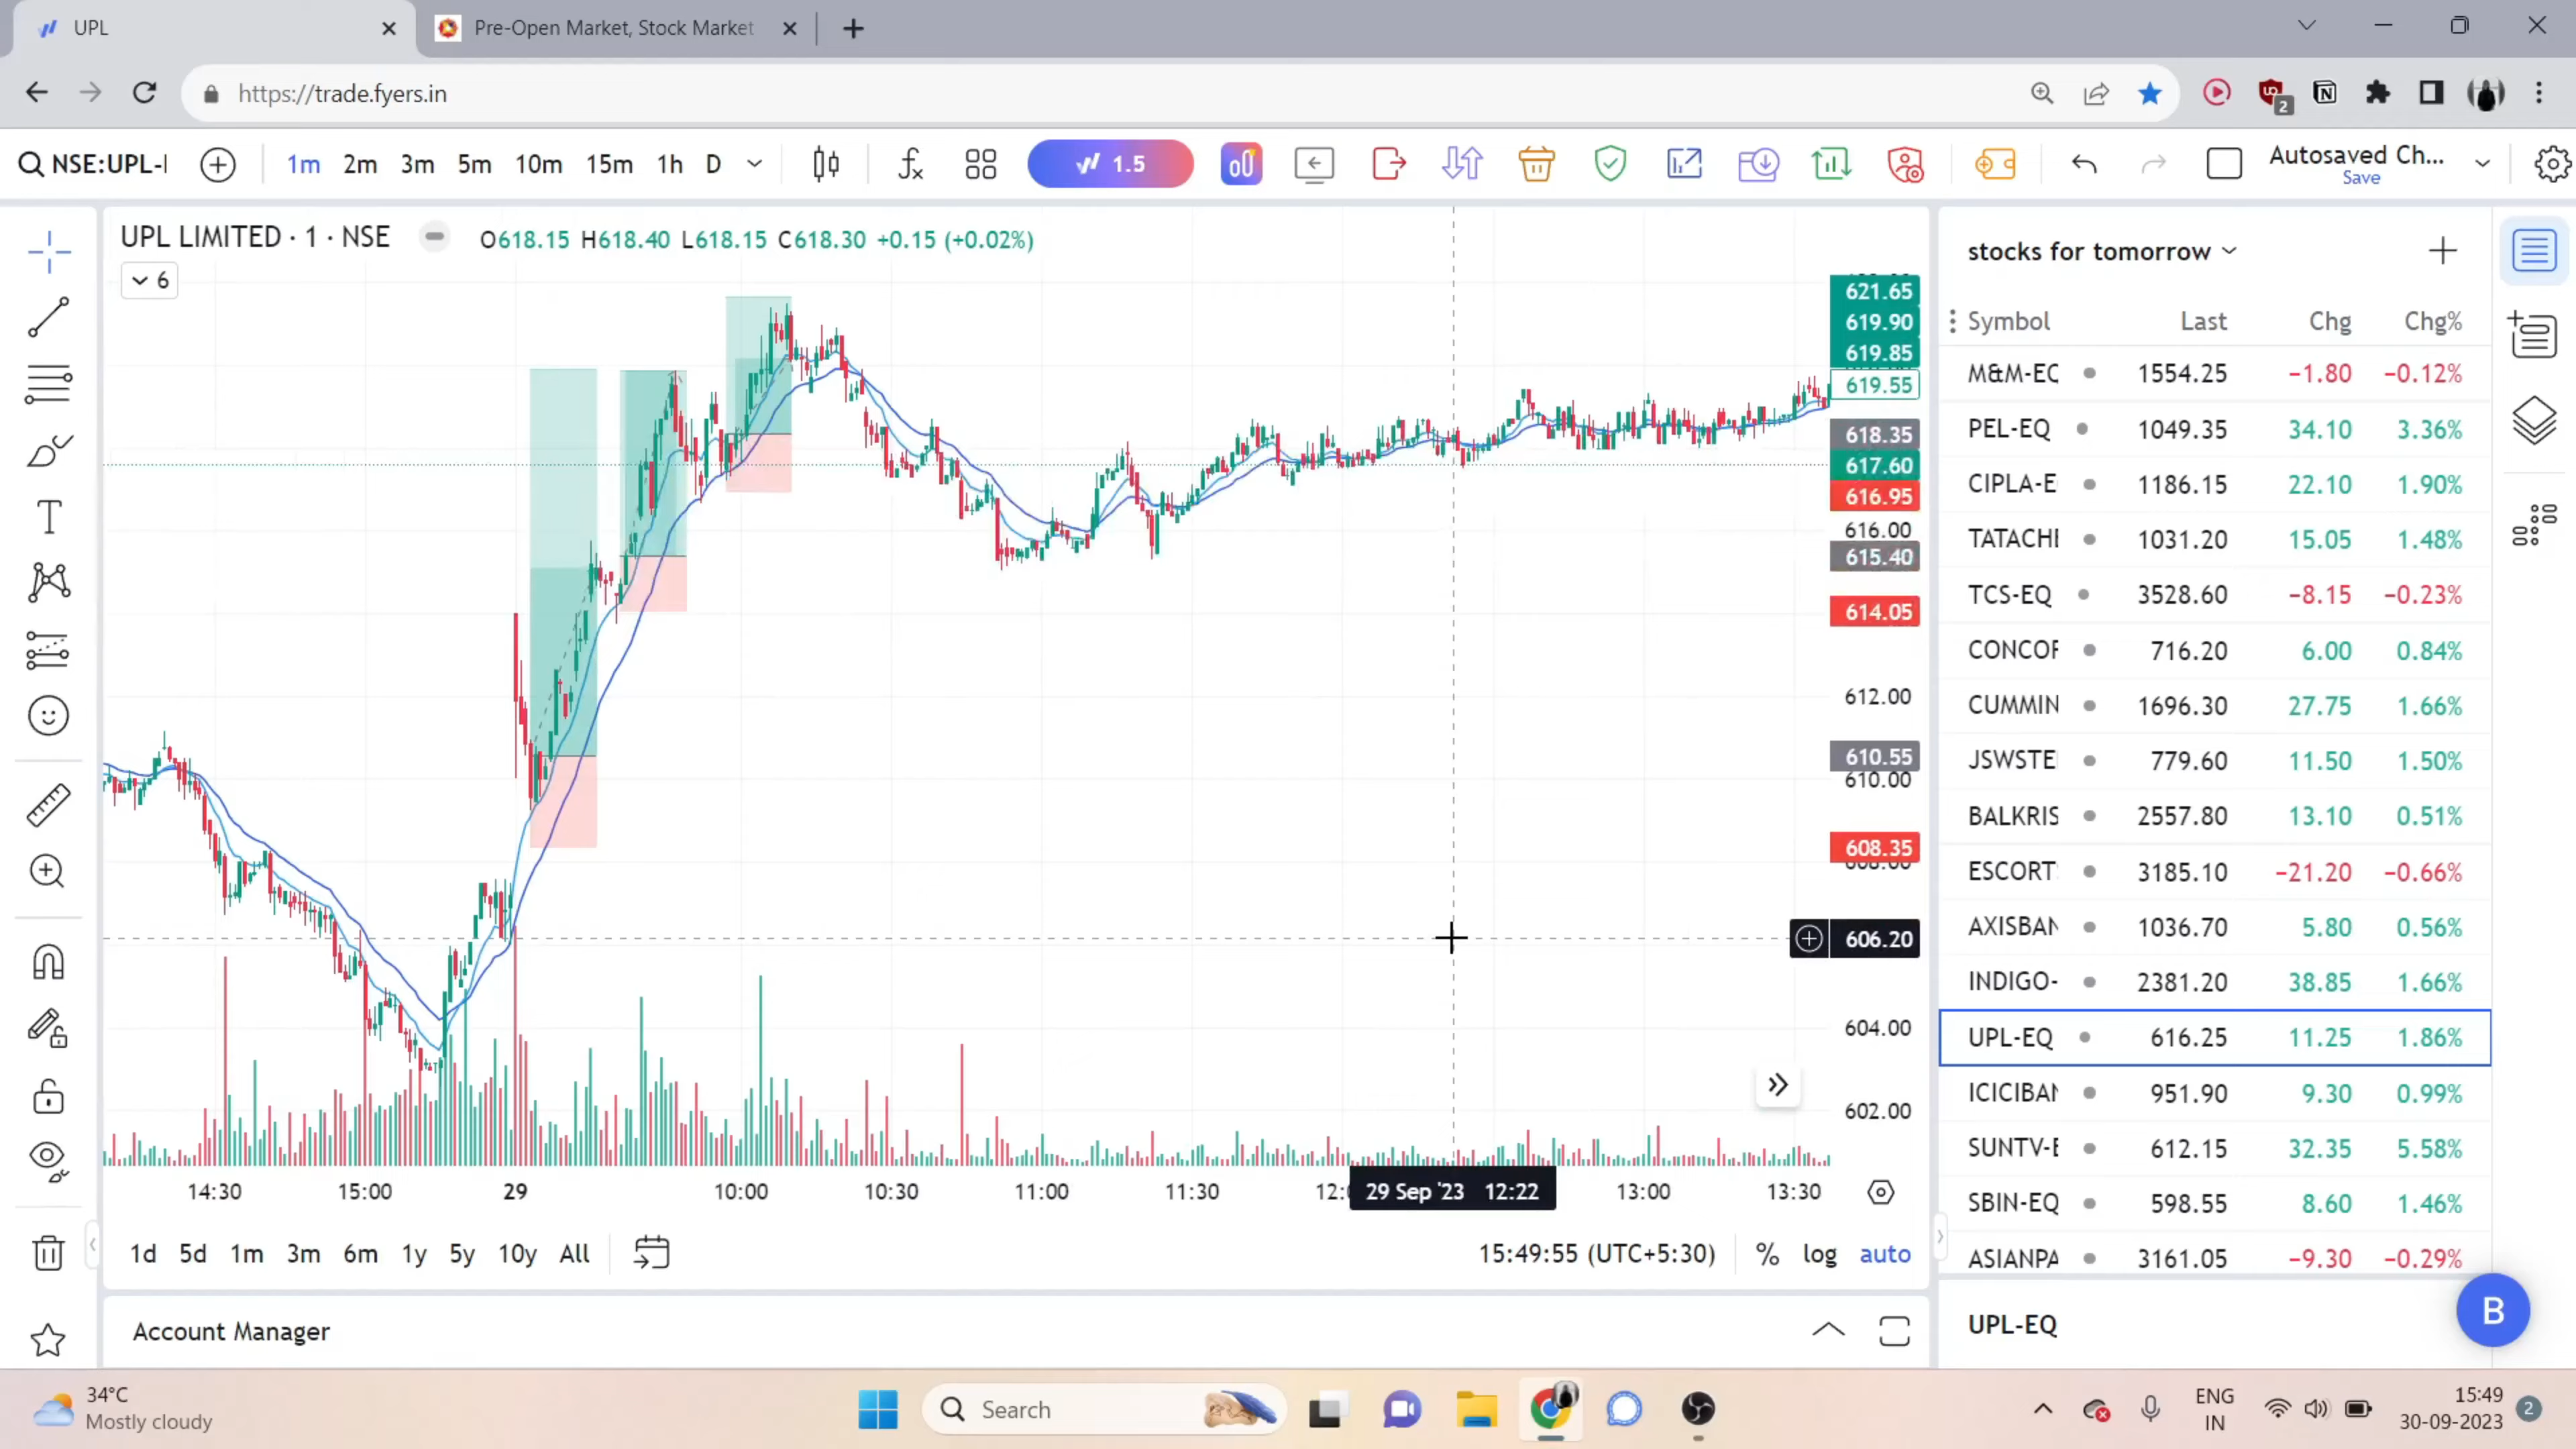 UPL
Pre-Open Market, Stock Market
https://trade.fyers.in
2
NSE:UPL-
1m 2m 3m 5m 10m 15m 1h D
1.5
Autosaved Ch...
Save
UPL LIMITED · 1 · NSE
O618.15 H618.40 L618.15 C618.30 +0.15 (+0.02%)
6
621.65
619.90
619.85
619.55
618.35
617.60
616.95
616.00
615.40
614.05
612.00
610.55
610.00
608.35
606.20
604.00
602.00
14:30 15:00 29 10:00 10:30 11:00 11:30 29 Sep '23 12:22 13:00 13:30
1d 5d 1m 3m 6m 1y 5y 10y All
15:49:55 (UTC+5:30) % log auto
Account Manager
stocks for tomorrow
Symbol Last Chg Chg%
M&M-EQ 1554.25 −1.80 −0.12%
PEL-EQ 1049.35 34.10 3.36%
CIPLA-E 1186.15 22.10 1.90%
TATACHE 1031.20 15.05 1.48%
TCS-EQ 3528.60 −8.15 −0.23%
CONCOR 716.20 6.00 0.84%
CUMMIN 1696.30 27.75 1.66%
JSWSTE 779.60 11.50 1.50%
BALKRIS 2557.80 13.10 0.51%
ESCORT 3185.10 −21.20 −0.66%
AXISBAN 1036.70 5.80 0.56%
INDIGO- 2381.20 38.85 1.66%
UPL-EQ 616.25 11.25 1.86%
ICICIBAN 951.90 9.30 0.99%
SUNTV-E 612.15 32.35 5.58%
SBIN-EQ 598.55 8.60 1.46%
ASIANPA 3161.05 −9.30 −0.29%
UPL-EQ
B
34°C
Mostly cloudy
Search
ENG
IN
15:49
30-09-2023
2